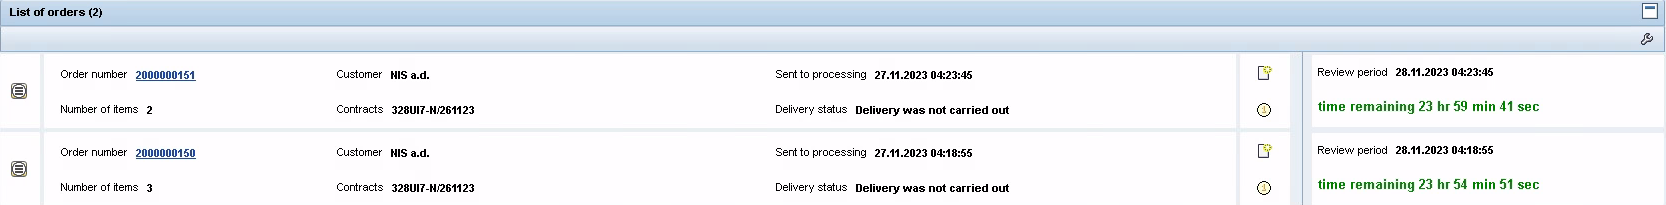 List of orders (2)
Order number 2000000151 Customer NIS a.d. Sent to processing 27.11.2023 04:23:45 Review period 28.11.2023 04:23:45
Number of items 2 Contracts 328UI7-N/261123 Delivery status Delivery was not carried out time remaining 23 hr 59 min 41 sec
Order number 2000000150 Customer NIS a.d. Sent to processing 27.11.2023 04:18:55 Review period 28.11.2023 04:18:55
Number of items 3 Contracts 328UI7-N/261123 Delivery status Delivery was not carried out time remaining 23 hr 54 min 51 sec